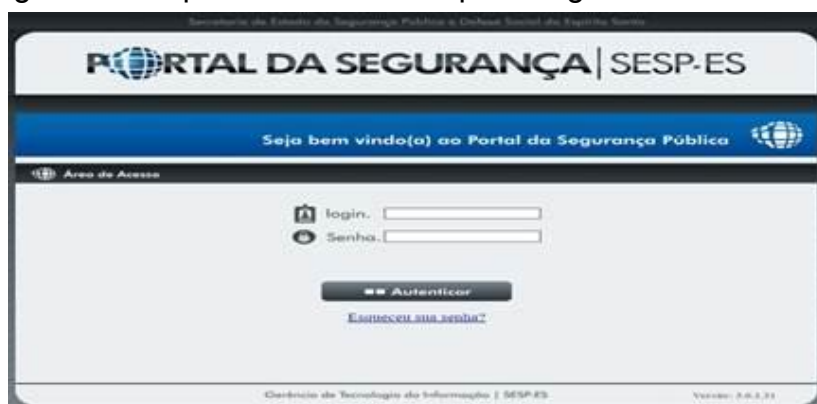 Secretaria de Estado da Segurança Pública e Defesa Social do Espírito Santo
PORTAL DA SEGURANÇA | SESP-ES
Seja bem vindo(a) ao Portal da Segurança Pública
Área de Acesso
login.
Senha.
Autenticar
Esqueceu sua senha?
Gerência de Tecnologia da Informação | SESP-ES
Versão: